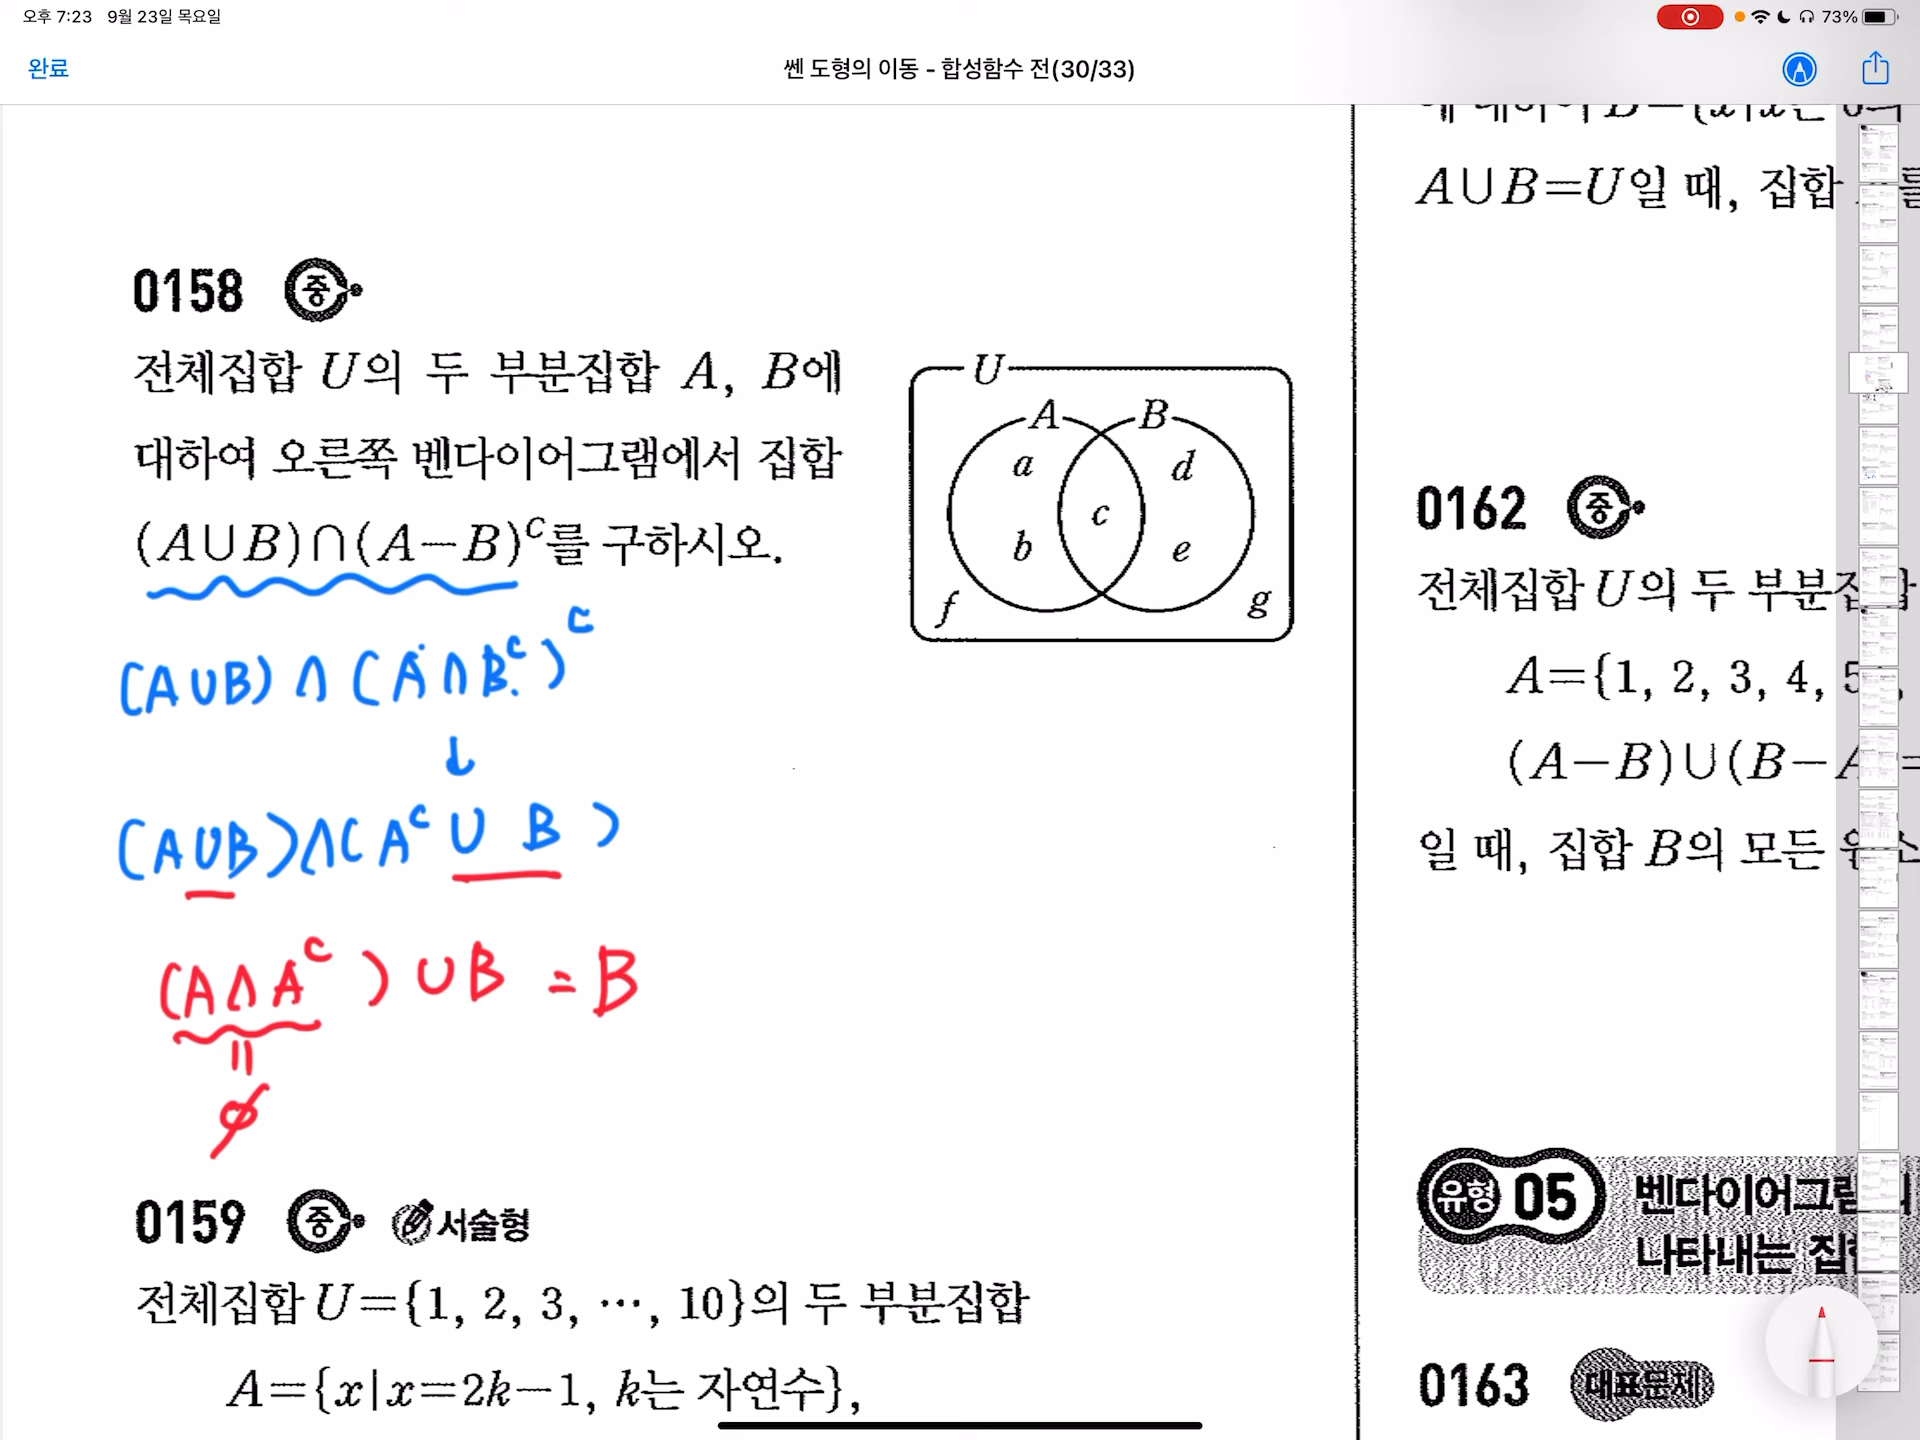 오후 7:23 9월 23일 목요일
73%
완료
쎈 도형의 이동 - 합성함수 전(30/33)
0158 중
전체집합 U의 두 부분집합 A, B에
대하여 오른쪽 벤다이어그램에서 집합
(A∪B)∩(A−B)^C를 구하시오.
U
A B
a d
c
b e
f g
(A∪B)∩(A∩B^c)^c
↓
(A∪B)∩(A^c∪B)
(A∩A^c)∪B = B
=
∅
0159 중 서술형
전체집합 U={1, 2, 3, …, 10}의 두 부분집합
A={x|x=2k−1, k는 자연수},
A∪B=U일 때, 집합
0162 중
전체집합 U의 두 부분집합
A={1, 2, 3, 4, 5,
(A−B)∪(B−A)=
일 때, 집합 B의 모든 원소
유형 05 벤다이어그램
나타내는 집합
0163 대표문제